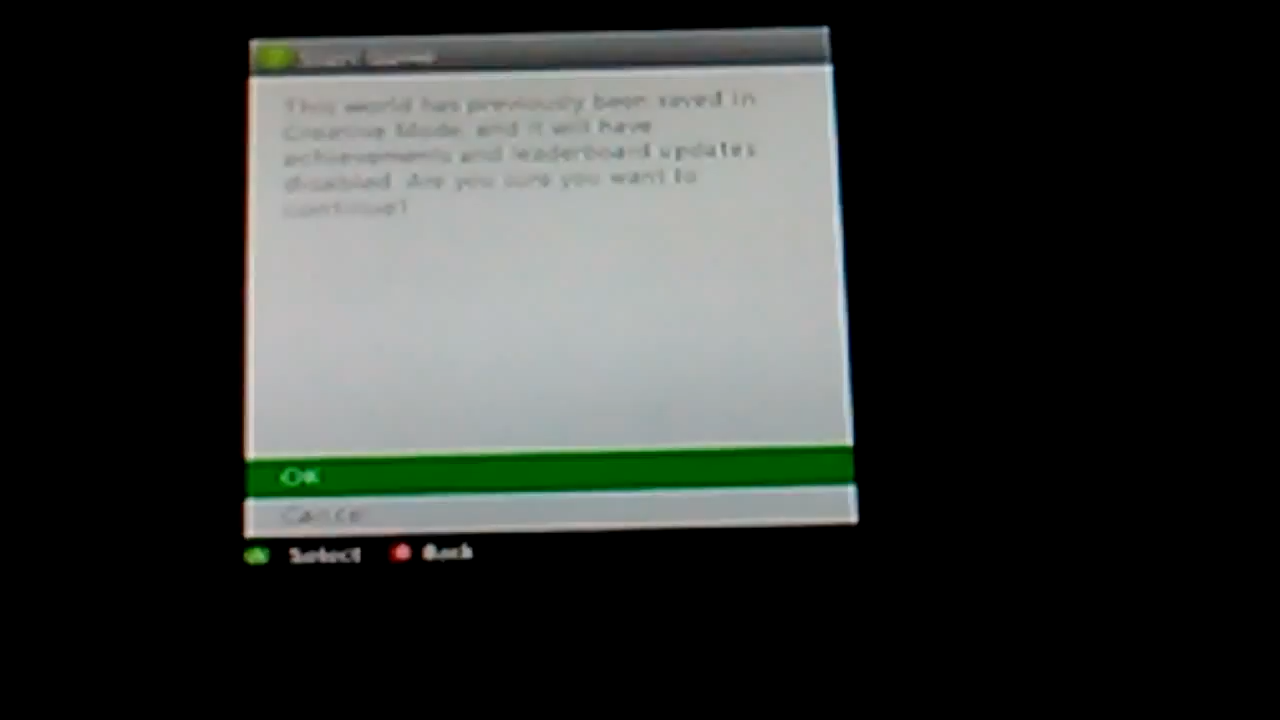 This world has previously been saved in
Creative Mode, and it will have
achievements and leaderboard updates
disabled. Are you sure you want to
continue?
OK
Cancel
Select Back